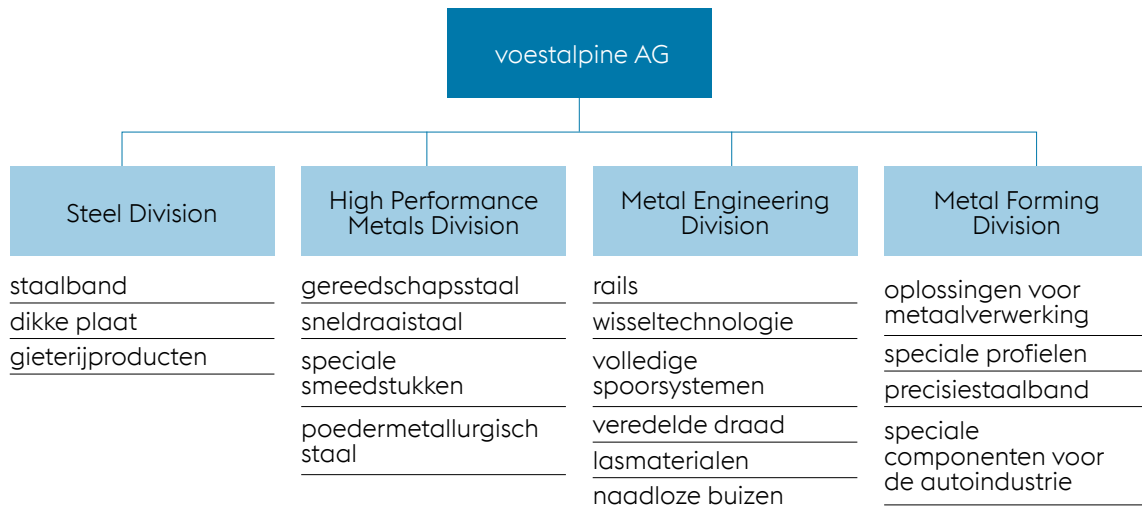 voestalpine AG
Steel Division
staalband
dikke plaat
gieterijproducten
High Performance
Metals Division
gereedschapsstaal
sneldraaistaal
speciale
smeedstukken
poedermetallurgisch
staal
Metal Engineering
Division
rails
wisseltechnologie
volledige
spoorsystemen
veredelde draad
lasmaterialen
naadloze buizen
Metal Forming
Division
oplossingen voor
metaalverwerking
speciale profielen
precisiestaalband
speciale
componenten voor
de autoindustrie